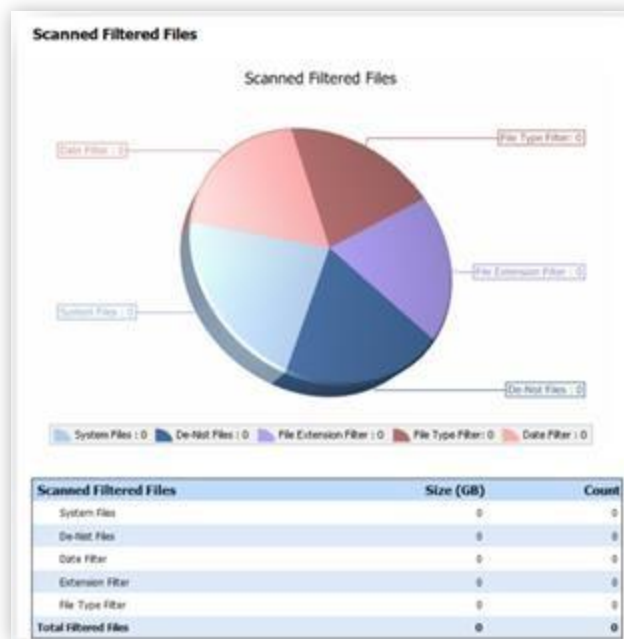 Scanned Filtered Files
Scanned Filtered Files
Date Filter : 0
File Type Filter: 0
File Extension Filter : 0
System Files : 0
De-Nist Files : 0
System Files : 0 De-Nist Files : 0 File Extension Filter : 0 File Type Filter: 0 Date Filter : 0
Scanned Filtered Files Size (GB) Count
System Files 0 0
De-Nist Files 0 0
Date Filter 0 0
Extension Filter 0 0
File Type Filter 0 0
Total Filtered Files 0 0